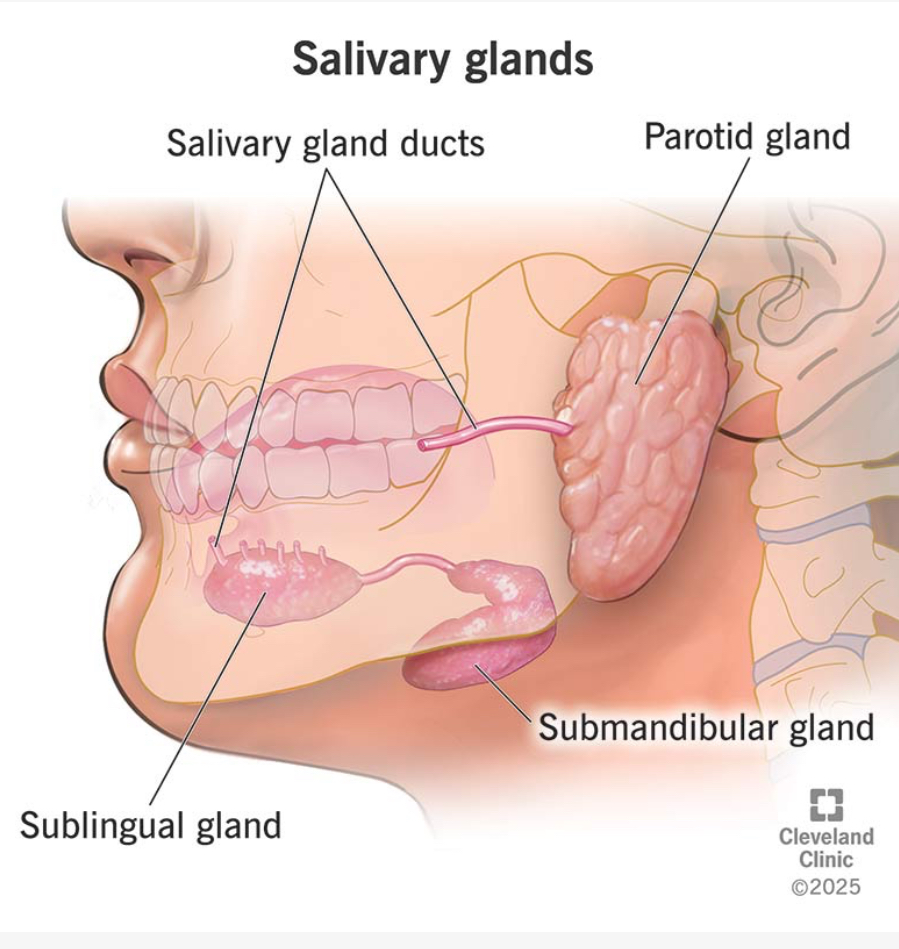 Salivary glands
Salivary gland ducts
Parotid gland
Submandibular gland
Sublingual gland
Cleveland
Clinic
©2025